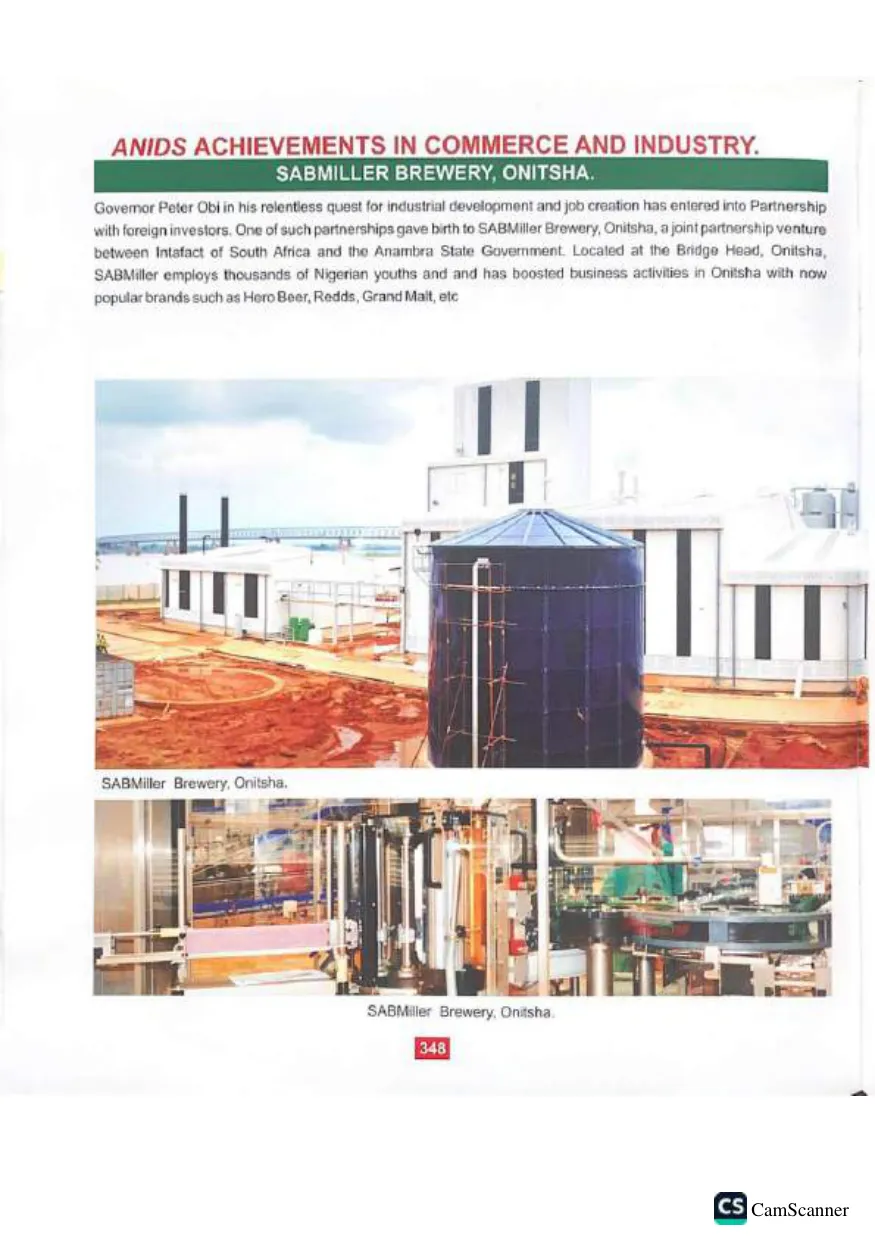 ANIDS ACHIEVEMENTS IN COMMERCE AND INDUSTRY.
SABMILLER BREWERY, ONITSHA.
Governor Peter Obi in his relentless quest for industrial development and job creation has entered into Partnership
with foreign investors. One of such partnerships gave birth to SABMiller Brewery, Onitsha, a joint partnership venture
between Intafact of South Africa and the Anambra State Government. Located at the Bridge Head, Onitsha,
SABMiller employs thousands of Nigerian youths and and has boosted business activities in Onitsha with now
popular brands such as Hero Beer, Redds, Grand Malt, etc
SABMiller Brewery, Onitsha.
SABMiller Brewery, Onitsha.
348
CS CamScanner